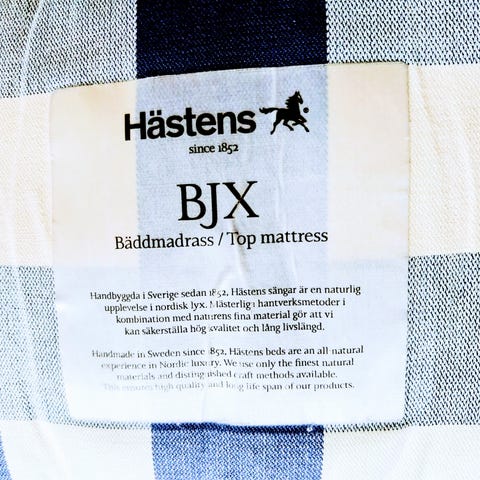 Hästens
since 1852
BJX
Bäddmadrass / Top mattress
Handbyggda i Sverige sedan 1852, Hästens sängar är en naturlig
upplevelse i nordisk lyx. Mästerliga hantverksmetoder i
kombination med naturens fina material gör att vi
kan säkerställa hög kvalitet och lång livslängd.
Handmade in Sweden since 1852, Hästens beds are an all-natural
experience in Nordic luxury. We use only the finest natural
materials and distinguished craft methods available.
This ensures high quality and long life span of our products.